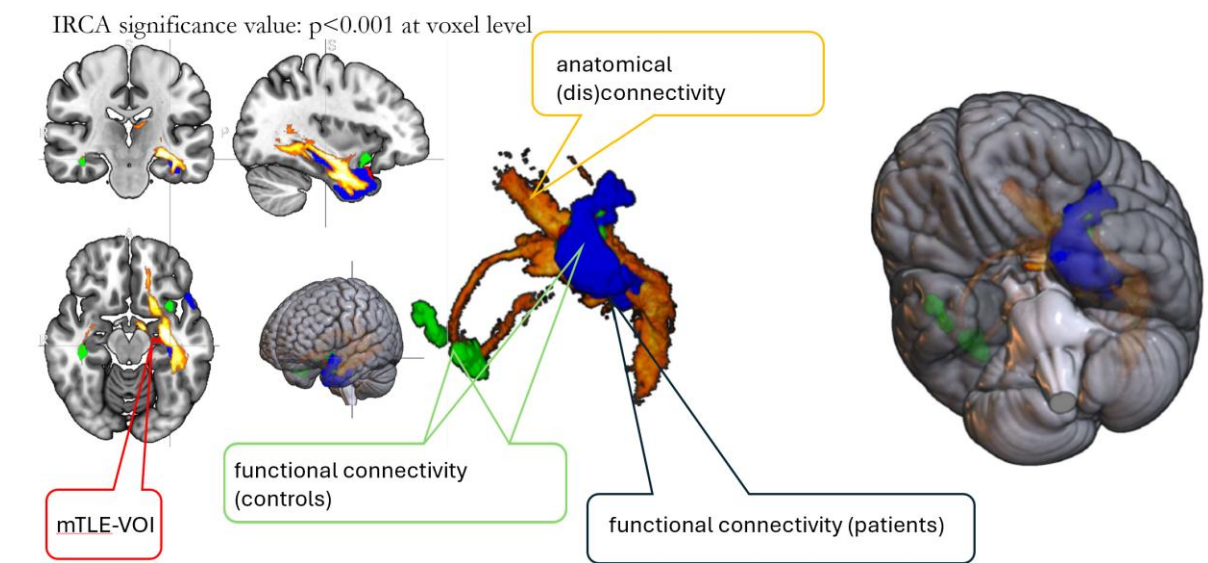 IRCA significance value: p<0.001 at voxel level
S
S
anatomical
(dis)connectivity
R
P
A
R
functional connectivity
(controls)
mTLE-VOI
functional connectivity (patients)